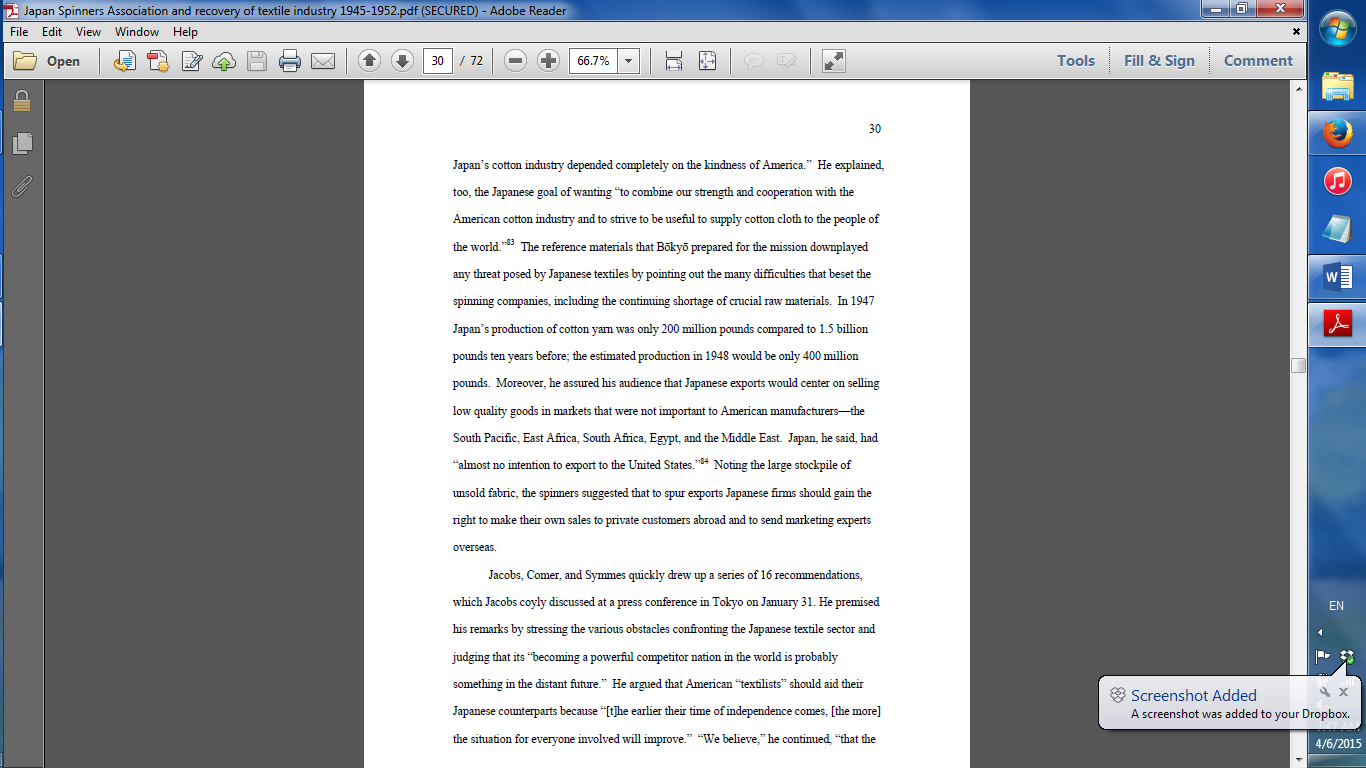 Japan Spinners Association and recovery of textile industry 1945-1952.pdf (SECURED) - Adobe Reader
File Edit View Window Help
Open 30 / 72 66.7% Tools Fill & Sign Comment
30
Japan’s cotton industry depended completely on the kindness of America.”  He explained,
too, the Japanese goal of wanting “to combine our strength and cooperation with the
American cotton industry and to strive to be useful to supply cotton cloth to the people of
the world.”83  The reference materials that Bōkyō prepared for the mission downplayed
any threat posed by Japanese textiles by pointing out the many difficulties that beset the
spinning companies, including the continuing shortage of crucial raw materials.  In 1947
Japan’s production of cotton yarn was only 200 million pounds compared to 1.5 billion
pounds ten years before; the estimated production in 1948 would be only 400 million
pounds.  Moreover, he assured his audience that Japanese exports would center on selling
low quality goods in markets that were not important to American manufacturers—the
South Pacific, East Africa, South Africa, Egypt, and the Middle East.  Japan, he said, had
“almost no intention to export to the United States.”84  Noting the large stockpile of
unsold fabric, the spinners suggested that to spur exports Japanese firms should gain the
right to make their own sales to private customers abroad and to send marketing experts
overseas.
Jacobs, Comer, and Symmes quickly drew up a series of 16 recommendations,
which Jacobs coyly discussed at a press conference in Tokyo on January 31. He premised
his remarks by stressing the various obstacles confronting the Japanese textile sector and
judging that its “becoming a powerful competitor nation in the world is probably
something in the distant future.”  He argued that American “textilists” should aid their
Japanese counterparts because “[t]he earlier their time of independence comes, [the more]
the situation for everyone involved will improve.”  “We believe,” he continued, “that the
EN
Screenshot Added
A screenshot was added to your Dropbox.
4/6/2015